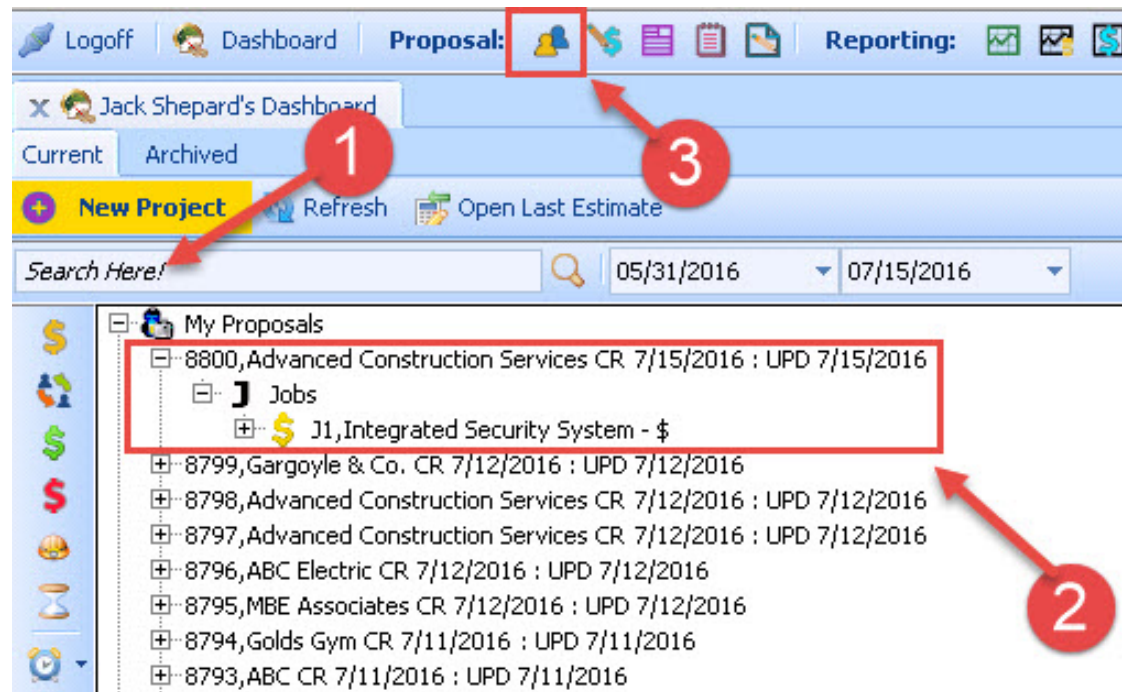 Logoff Dashboard Proposal: Reporting:
Jack Shepard's Dashboard
Current Archived
1
3
New Project Refresh Open Last Estimate
Search Here! 05/31/2016 07/15/2016
My Proposals
8800,Advanced Construction Services CR 7/15/2016 : UPD 7/15/2016
J Jobs
J1,Integrated Security System - $
8799,Gargoyle & Co. CR 7/12/2016 : UPD 7/12/2016
8798,Advanced Construction Services CR 7/12/2016 : UPD 7/12/2016
8797,Advanced Construction Services CR 7/12/2016 : UPD 7/12/2016
8796,ABC Electric CR 7/12/2016 : UPD 7/12/2016
8795,MBE Associates CR 7/12/2016 : UPD 7/12/2016
2
8794,Golds Gym CR 7/11/2016 : UPD 7/11/2016
8793,ABC CR 7/11/2016 : UPD 7/11/2016